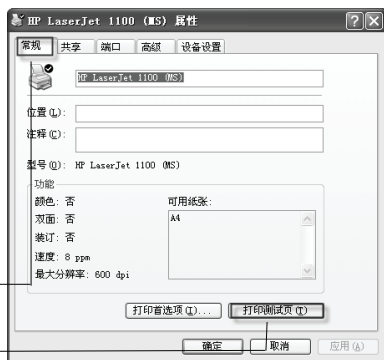 HP LaserJet 1100 (MS) 属性
常规 共享 端口 高级 设备设置
HP LaserJet 1100 (MS)
位置(L):
注释(C):
型号(O): HP LaserJet 1100 (MS)
功能
颜色: 否 可用纸张:
双面: 否 A4
装订: 否
速度: 8 ppm
最大分辨率: 600 dpi
打印首选项(I)... 打印测试页(T)
确定 取消 应用(A)